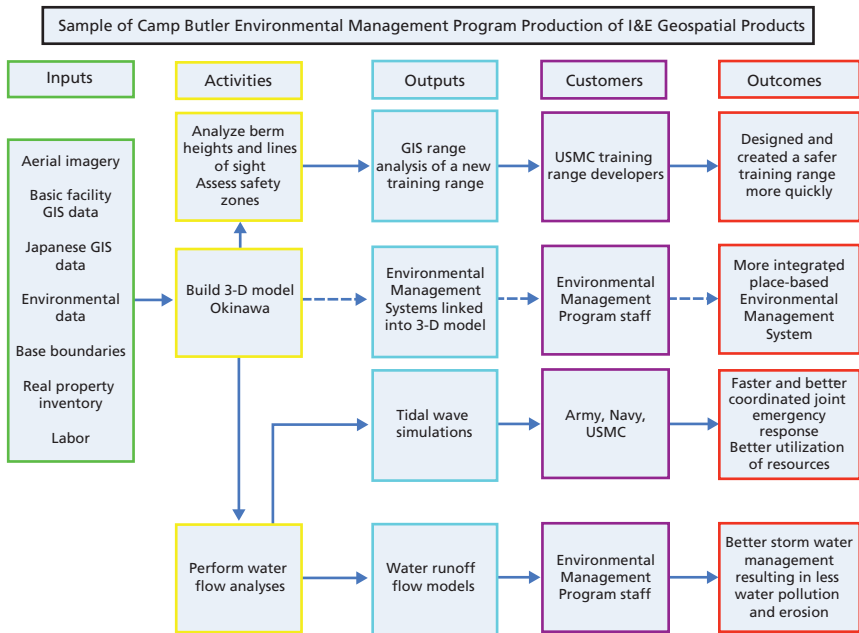 Sample of Camp Butler Environmental Management Program Production of I&E Geospatial Products
Inputs
Activities
Outputs
Customers
Outcomes
Aerial imagery
Basic facility
GIS data
Japanese GIS
data
Environmental
data
Base boundaries
Real property
inventory
Labor
Analyze berm
heights and lines
of sight
Assess safety
zones
GIS range
analysis of a new
training range
USMC training
range developers
Designed and
created a safer
training range
more quickly
Build 3-D model
Okinawa
Environmental
Management
Systems linked
into 3-D model
Environmental
Management
Program staff
More integrated
place-based
Environmental
Management
System
Tidal wave
simulations
Army, Navy,
USMC
Faster and better
coordinated joint
emergency
response
Better utilization
of resources
Perform water
flow analyses
Water runoff
flow models
Environmental
Management
Program staff
Better storm water
management
resulting in less
water pollution
and erosion